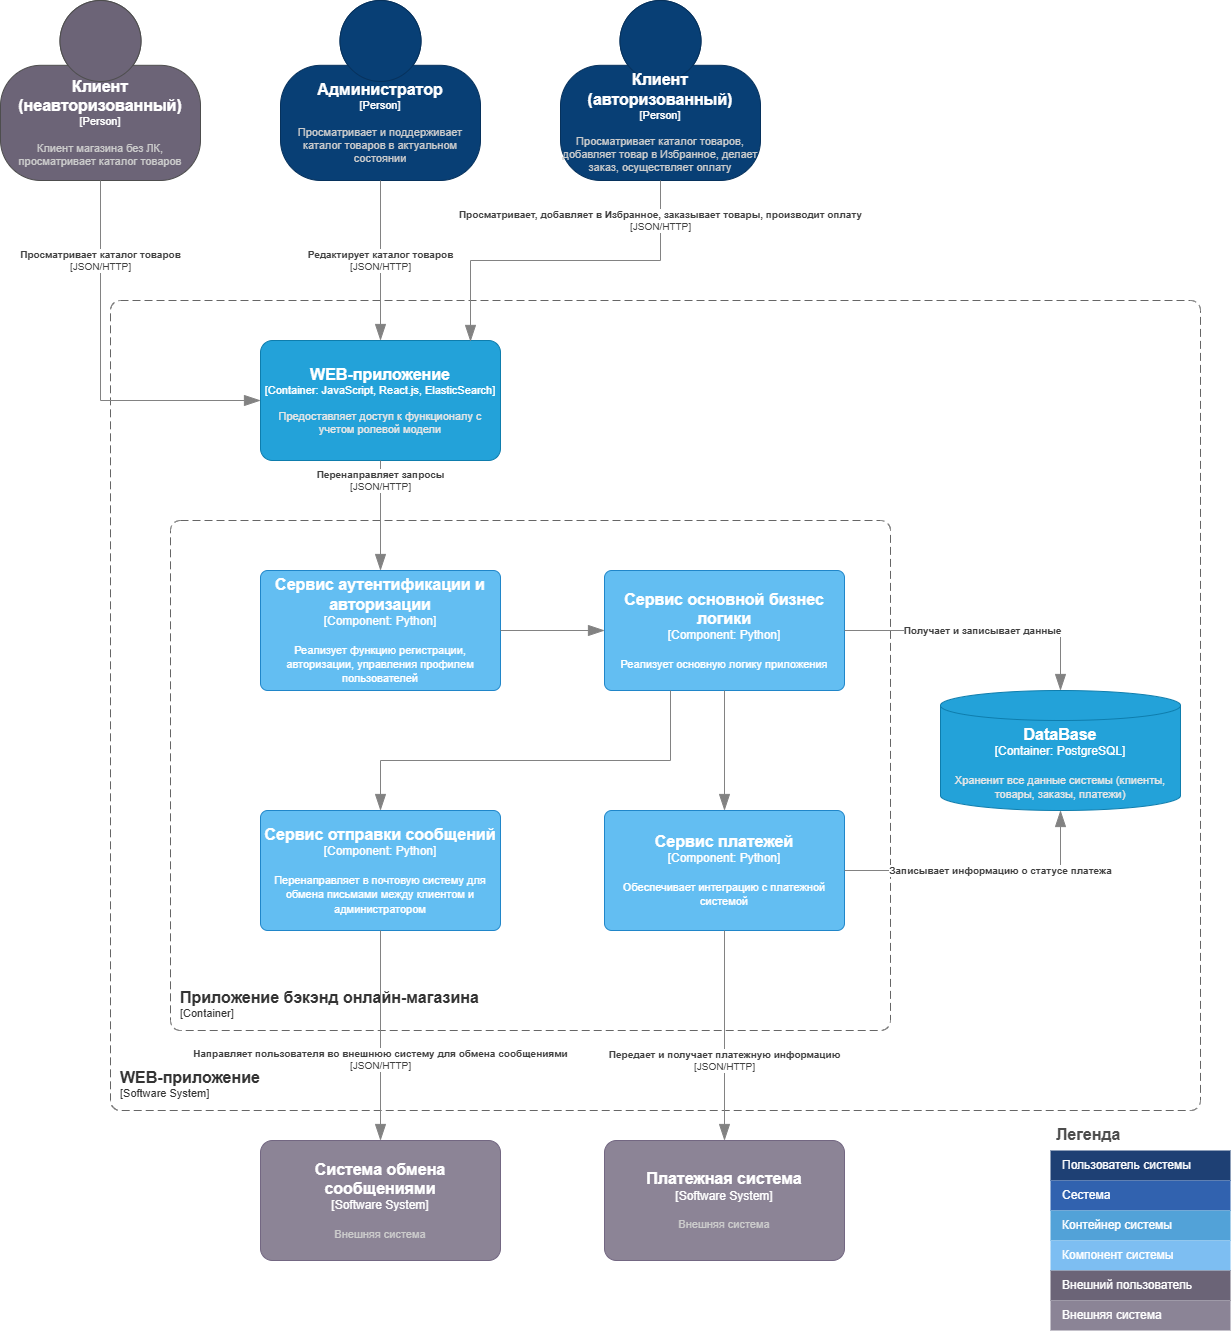 Клиент
(неавторизованный)
[Person]
Клиент магазина без ЛК,
просматривает каталог товаров
Администратор
[Person]
Просматривает и поддерживает
каталог товаров в актуальном
состоянии
Клиент
(авторизованный)
[Person]
Просматривает каталог товаров,
добавляет товар в Избранное, делает
заказ, осуществляет оплату
Просматривает, добавляет в Избранное, заказывает товары, производит оплату
[JSON/HTTP]
Просматривает каталог товаров
[JSON/HTTP]
Редактирует каталог товаров
[JSON/HTTP]
WEB-приложение
[Container: JavaScript, React.js, ElasticSearch]
Предоставляет доступ к функционалу с
учетом ролевой модели
Перенаправляет запросы
[JSON/HTTP]
Сервис аутентификации и
авторизации
[Component: Python]
Реализует функцию регистрации,
авторизации, управления профилем
пользователей
Сервис основной бизнес
логики
[Component: Python]
Реализует основную логику приложения
Получает и записывает данные
DataBase
[Container: PostgreSQL]
Храненит все данные системы (клиенты,
товары, заказы, платежи)
Сервис отправки сообщений
[Component: Python]
Перенаправляет в почтовую систему для
обмена письмами между клиентом и
администратором
Сервис платежей
[Component: Python]
Обеспечивает интеграцию с платежной
системой
Записывает информацию о статусе платежа
Приложение бэкэнд онлайн-магазина
[Container]
Направляет пользователя во внешнюю систему для обмена сообщениями
[JSON/HTTP]
Передает и получает платежную информацию
[JSON/HTTP]
WEB-приложение
[Software System]
Система обмена
сообщениями
[Software System]
Внешняя система
Платежная система
[Software System]
Внешняя система
Легенда
Пользователь системы
Сестема
Контейнер системы
Компонент системы
Внешний пользователь
Внешняя система